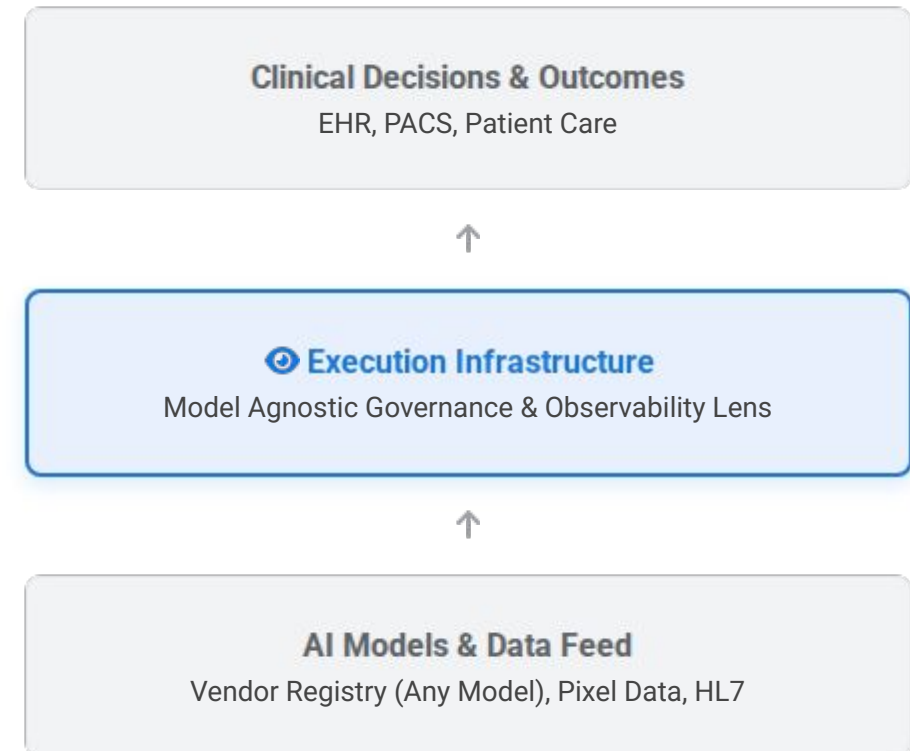 Clinical Decisions & Outcomes
EHR, PACS, Patient Care
Execution Infrastructure
Model Agnostic Governance & Observability Lens
AI Models & Data Feed
Vendor Registry (Any Model), Pixel Data, HL7